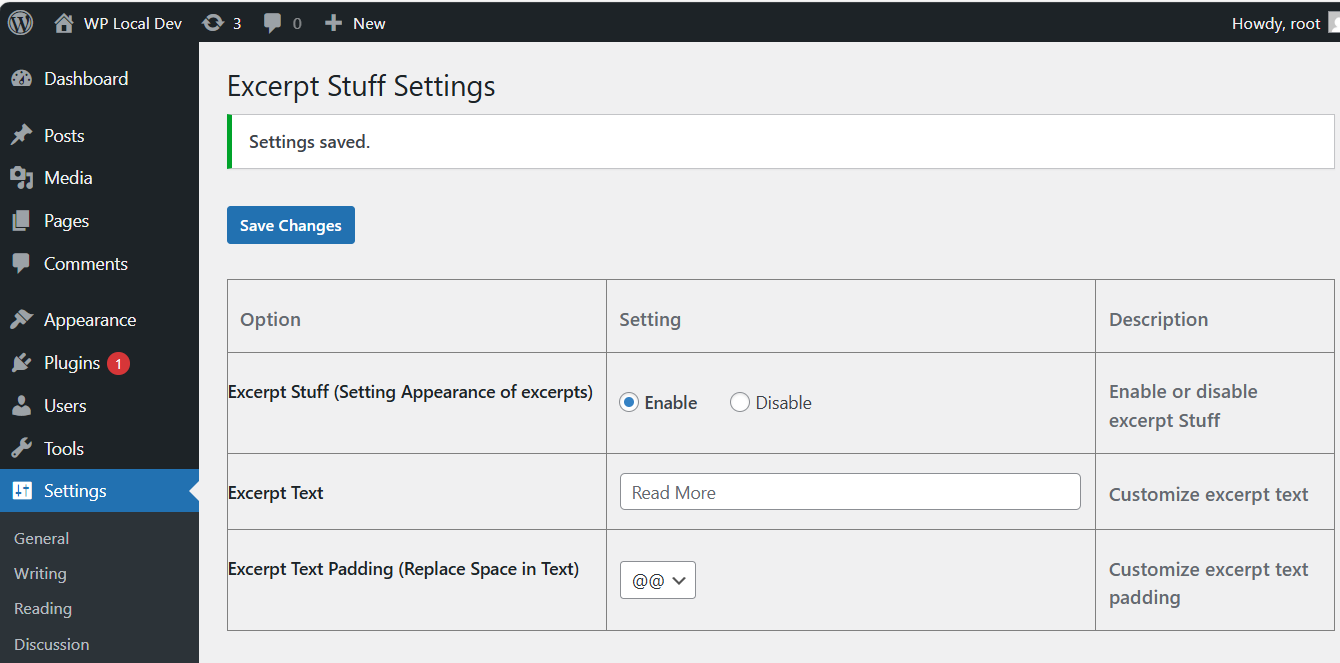 WP Local Dev 3 0 New Howdy, root
Dashboard
Posts
Media
Pages
Comments
Appearance
Plugins 1
Users
Tools
Settings
General
Writing
Reading
Discussion
Excerpt Stuff Settings
Settings saved.
Save Changes
Option Setting Description
Excerpt Stuff (Setting Appearance of excerpts) Enable Disable Enable or disable
excerpt Stuff
Excerpt Text Read More Customize excerpt text
Excerpt Text Padding (Replace Space in Text) @@ Customize excerpt text
padding